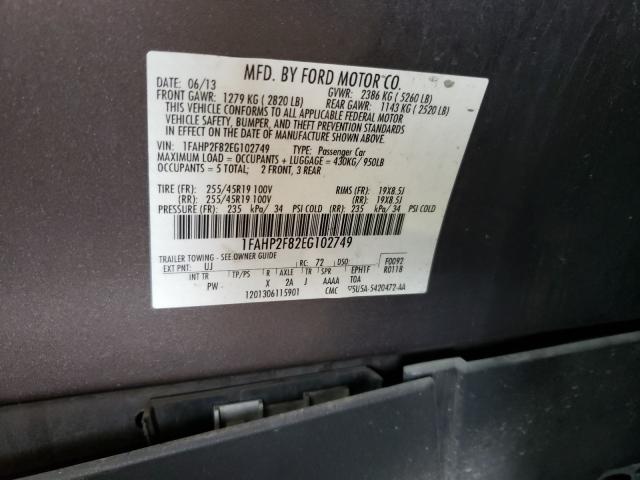 MFD. BY FORD MOTOR CO.
DATE: 06/13 GVWR: 2386 KG ( 5260 LB)
FRONT GAWR: 1279 KG ( 2820 LB) REAR GAWR: 1143 KG ( 2520 LB)
THIS VEHICLE CONFORMS TO ALL APPLICABLE FEDERAL MOTOR
VEHICLE SAFETY, BUMPER, AND THEFT PREVENTION STANDARDS
IN EFFECT ON THE DATE OF MANUFACTURE SHOWN ABOVE.
VIN: 1FAHP2F82EG102749 TYPE: Passenger Car
MAXIMUM LOAD = OCCUPANTS + LUGGAGE = 430KG/ 950LB
OCCUPANTS = 5 TOTAL; 2 FRONT, 3 REAR
TIRE (FR): 255/45R19 100V RIMS (FR): 19X8.5J
(RR): 255/45R19 100V (RR): 19X8.5J
PRESSURE (FR): 235 kPa/ 34 PSI COLD (RR): 235 kPa/ 34 PSI COLD
1FAHP2F82EG102749
TRAILER TOWING - SEE OWNER GUIDE F0092
EXT PNT: UJ RC: 72 DSO: R0118
INT TR TP/PS R AXLE TR SPR EPH1F
PW X 2A J AAAA TOA
1201306115901 CMC 5U5A-5420472-AA